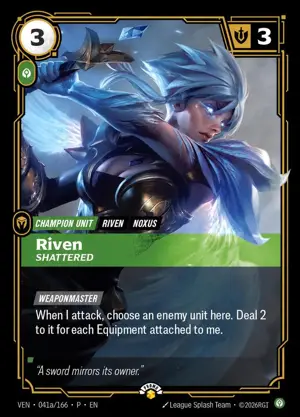 3
3
CHAMPION UNIT RIVEN NOXUS
Riven
SHATTERED
WEAPONMASTER
When I attack, choose an enemy unit here. Deal 2
to it for each Equipment attached to me.
"A sword mirrors its owner."
VEN • 041a/166 • P • EN
League Splash Team • ©2026RGT